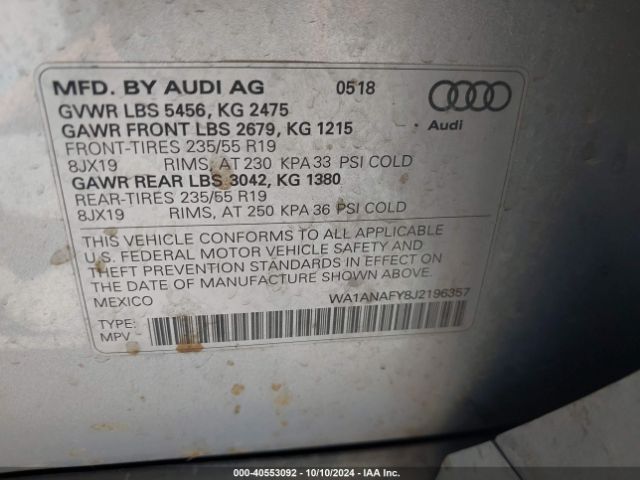 MFD. BY AUDI AG 0518
GVWR LBS 5456, KG 2475
GAWR FRONT LBS 2679, KG 1215
Audi
FRONT-TIRES 235/55 R19
8JX19 RIMS, AT 230 KPA 33 PSI COLD
GAWR REAR LBS 3042, KG 1380
REAR-TIRES 235/55 R19
8JX19 RIMS, AT 250 KPA 36 PSI COLD
THIS VEHICLE CONFORMS TO ALL APPLICABLE
U.S. FEDERAL MOTOR VEHICLE SAFETY AND
THEFT PREVENTION STANDARDS IN EFFECT ON
THE DATE OF MANUFACTURE SHOWN ABOVE.
MEXICO WA1ANAFY8J2196357
TYPE:
MPV
000-40553092 - 10/10/2024 - IAA Inc.